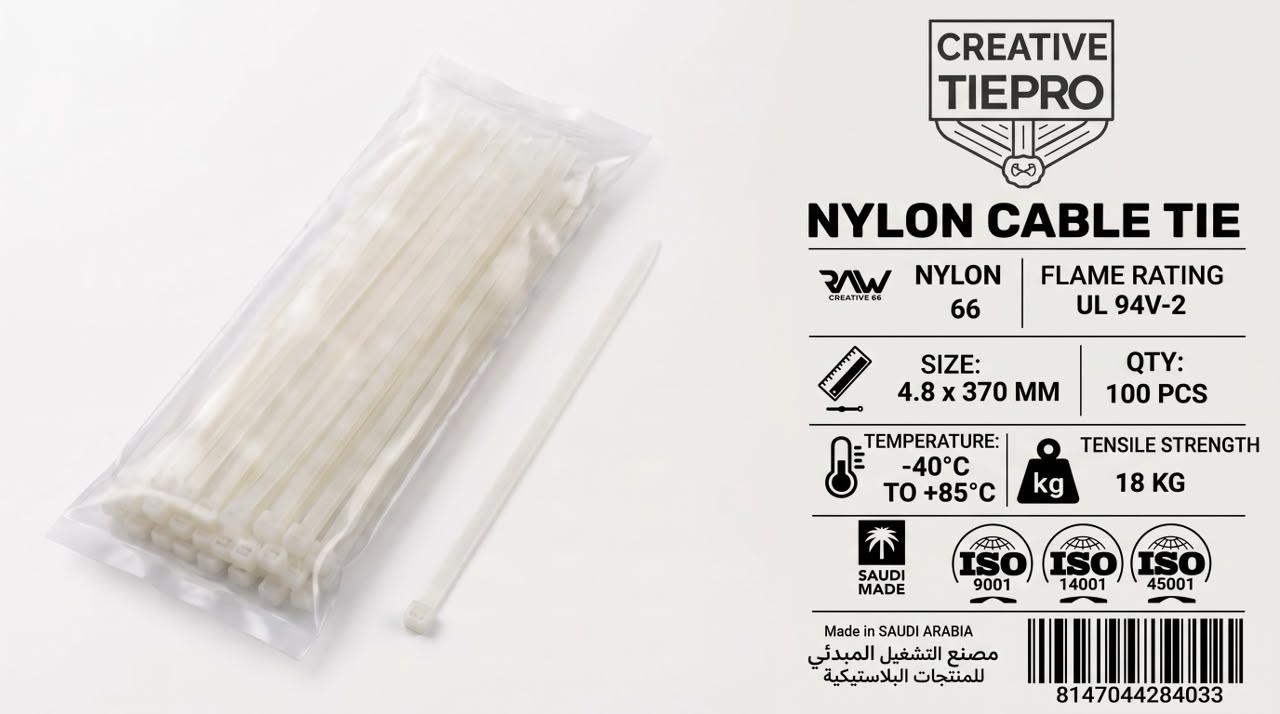 CREATIVE
TIEPRO
NYLON CABLE TIE
RAW
CREATIVE 66
NYLON
66
FLAME RATING
UL 94V-2
SIZE:
4.8 x 370 MM
QTY:
100 PCS
TEMPERATURE:
-40°C
TO +85°C
kg
TENSILE STRENGTH
18 KG
SAUDI
MADE
ISO
9001
ISO
14001
ISO
45001
Made in SAUDI ARABIA
مصنع التشغيل المبدئي
للمنتجات البلاستيكية
8147044284033